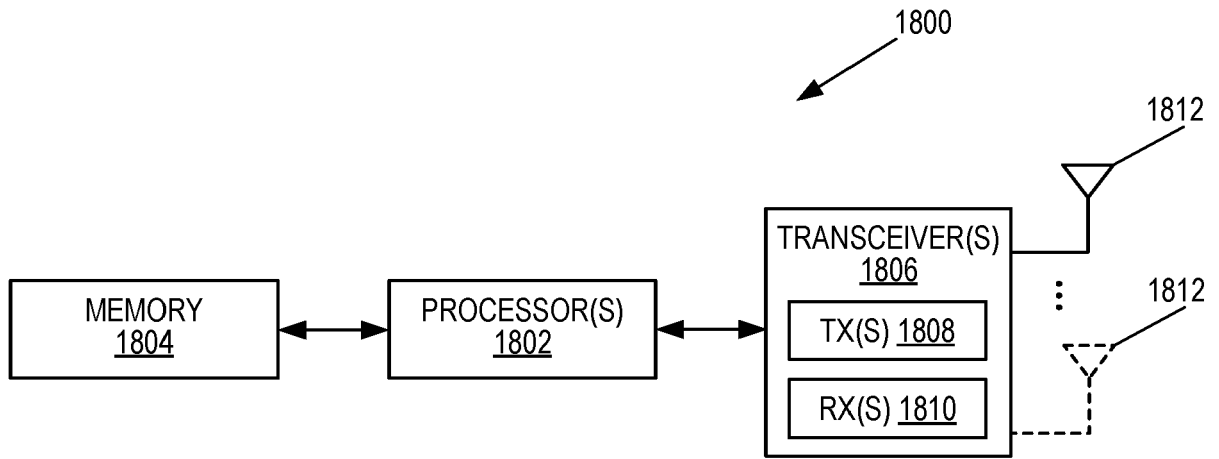 1800
1812
TRANSCEIVER(S)
1806
1812
MEMORY
1804
PROCESSOR(S)
1802
TX(S) 1808
RX(S) 1810